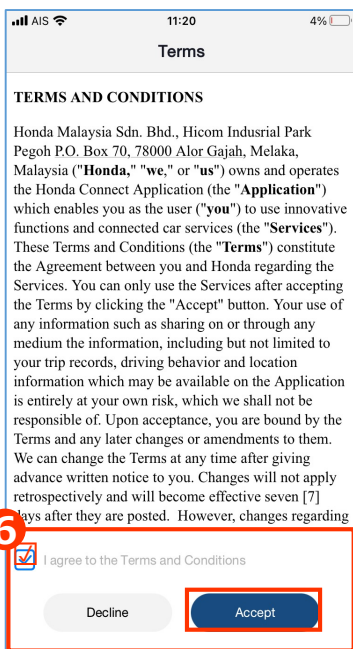 AIS 11:20 4%
Terms
TERMS AND CONDITIONS
Honda Malaysia Sdn. Bhd., Hicom Indusrial Park
Pegoh P.O. Box 70, 78000 Alor Gajah, Melaka,
Malaysia ("Honda," "we," or "us") owns and operates
the Honda Connect Application (the "Application")
which enables you as the user ("you") to use innovative
functions and connected car services (the "Services").
These Terms and Conditions (the "Terms") constitute
the Agreement between you and Honda regarding the
Services. You can only use the Services after accepting
the Terms by clicking the "Accept" button. Your use of
any information such as sharing on or through any
medium the information, including but not limited to
your trip records, driving behavior and location
information which may be available on the Application
is entirely at your own risk, which we shall not be
responsible of. Upon acceptance, you are bound by the
Terms and any later changes or amendments to them.
We can change the Terms at any time after giving
advance written notice to you. Changes will not apply
retrospectively and will become effective seven [7]
days after they are posted. However, changes regarding
6
I agree to the Terms and Conditions
Decline Accept